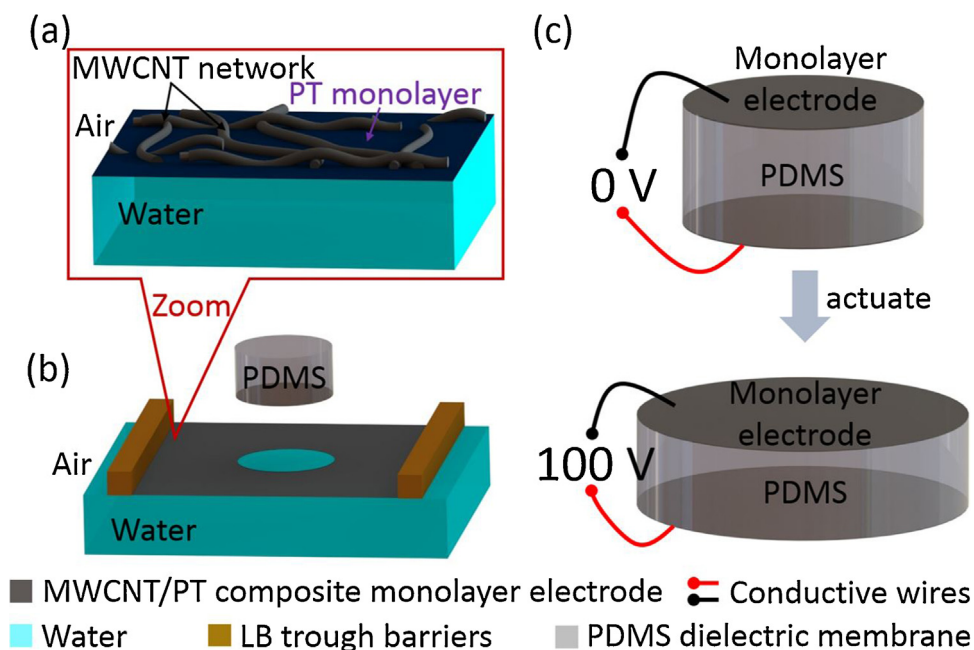 (a)
MWCNT network
PT monolayer
Air
Water
Zoom
(b)
PDMS
Air
Water
(c)
Monolayer
electrode
PDMS
0 V
actuate
Monolayer
electrode
100 V
PDMS
MWCNT/PT composite monolayer electrode
Conductive wires
Water
LB trough barriers
PDMS dielectric membrane